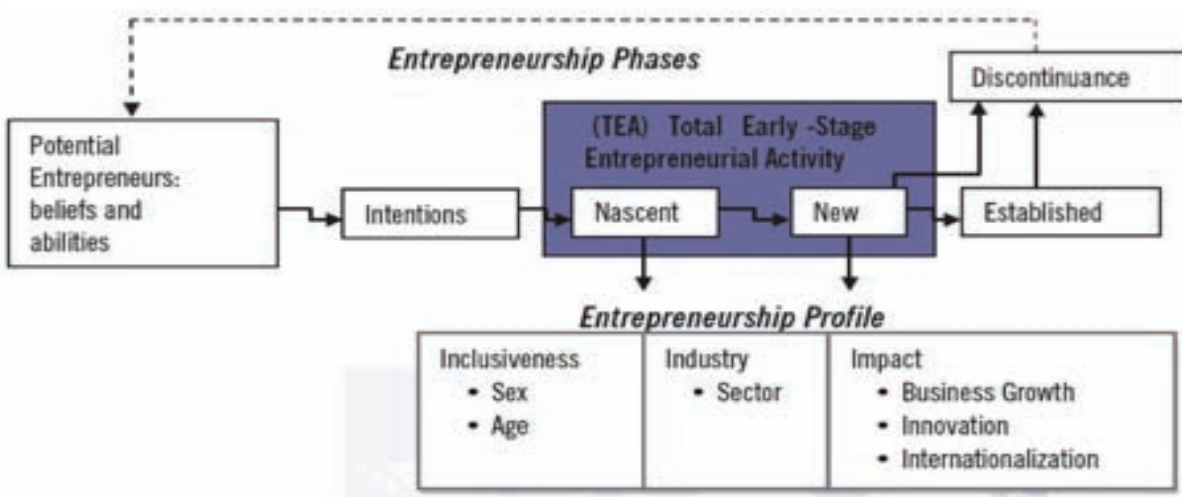 Entrepreneurship Phases
Discontinuance
(TEA) Total Early -Stage
Entrepreneurial Activity
Potential
Entrepreneurs:
beliefs and
abilities
Intentions
Nascent
New
Established
Entrepreneurship Profile
Inclusiveness
• Sex
• Age
Industry
• Sector
Impact
• Business Growth
• Innovation
• Internationalization